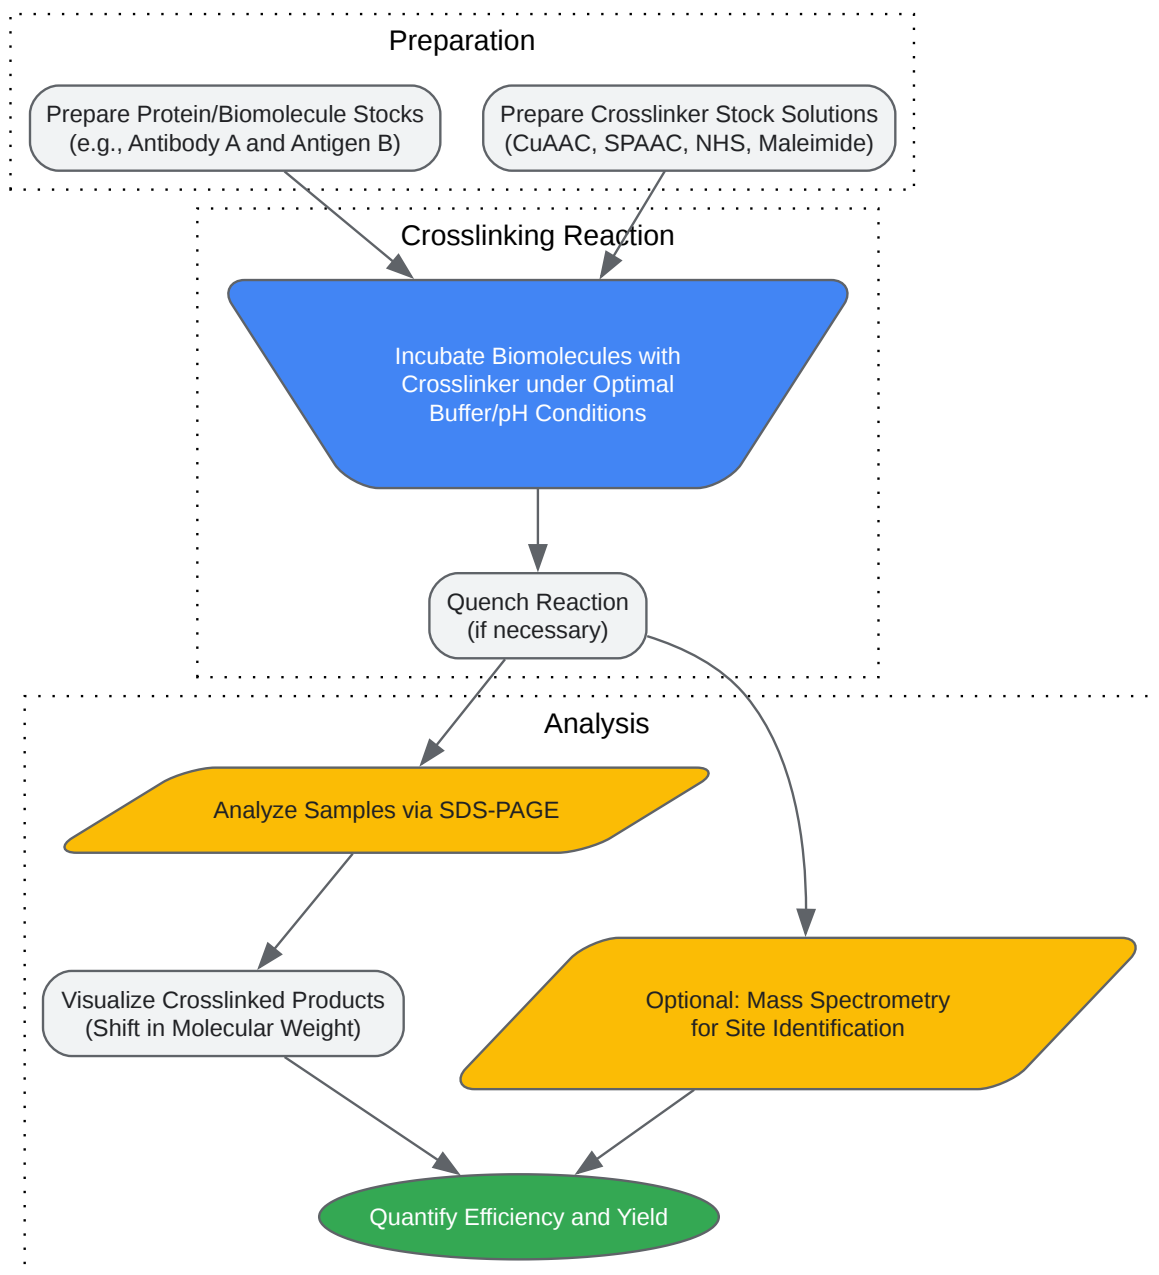 Preparation
Prepare Protein/Biomolecule Stocks
(e.g., Antibody A and Antigen B)
Prepare Crosslinker Stock Solutions
(CuAAC, SPAAC, NHS, Maleimide)
Crosslinking Reaction
Incubate Biomolecules with
Crosslinker under Optimal
Buffer/pH Conditions
Quench Reaction
(if necessary)
Analysis
Analyze Samples via SDS-PAGE
Visualize Crosslinked Products
(Shift in Molecular Weight)
Optional: Mass Spectrometry
for Site Identification
Quantify Efficiency and Yield